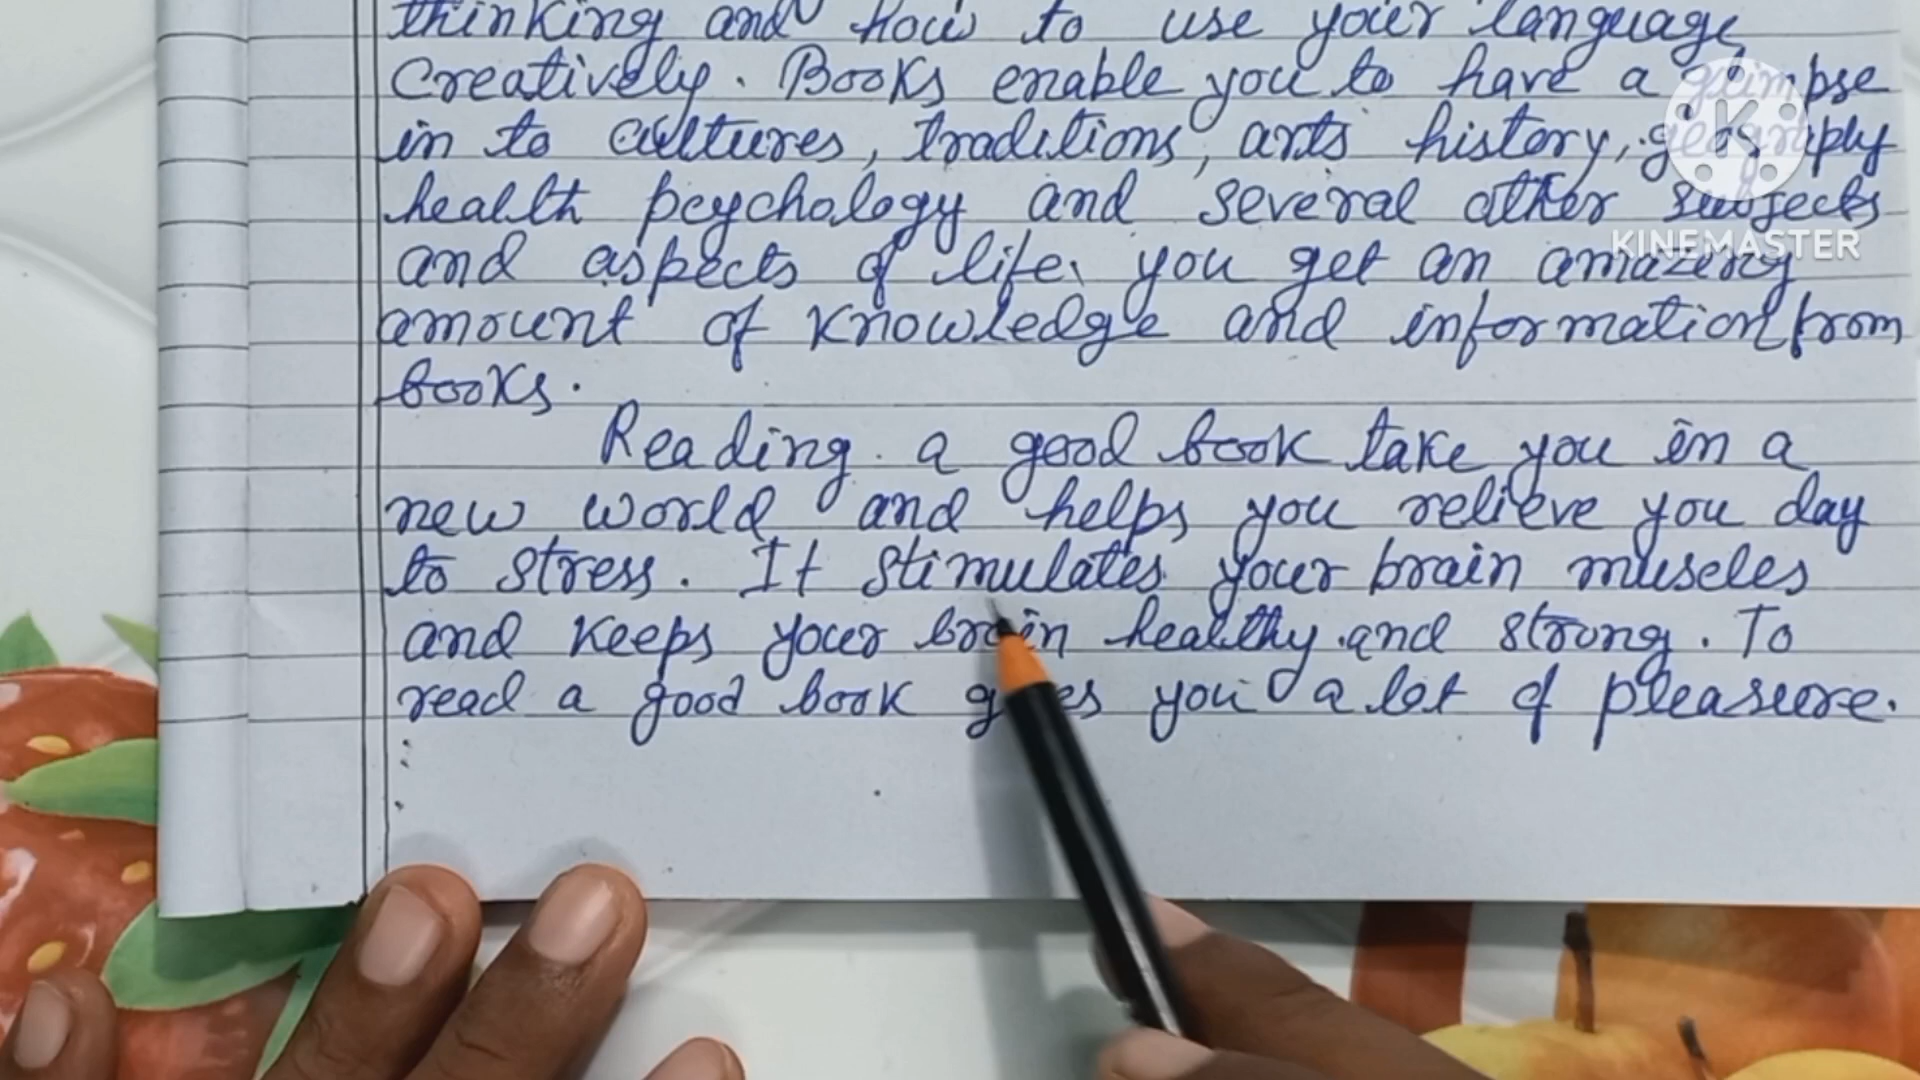 thinking and how to use your language
Creatively. Books enable you to have a glimpse
in to cultures, traditions, arts history, geography
health pcychology and several other subjects
and aspects of life, you get an amazing
amount of knowledge and information from
books.
Reading a good book take you in a
new world and helps you relieve you day
to stress. It stimulates your brain muscles
and keeps your brain healthy and strong. To
read a good book you a lot of pleasure.
KINEMASTER